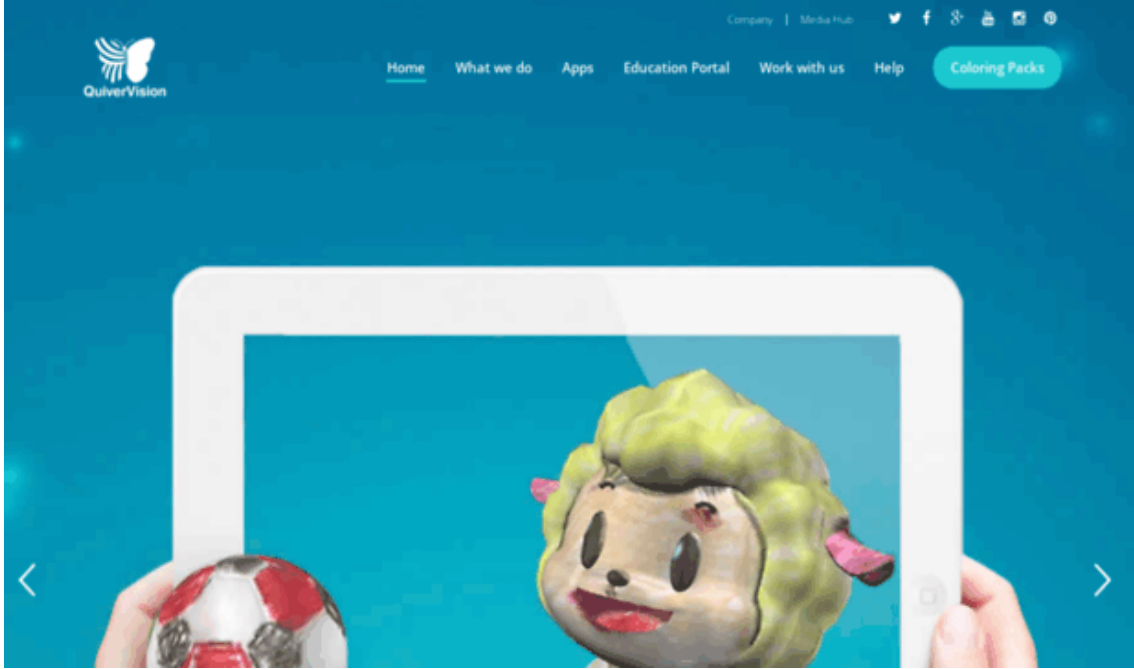 Company | Media Hub
QuiverVision
Home What we do Apps Education Portal Work with us Help Coloring Packs